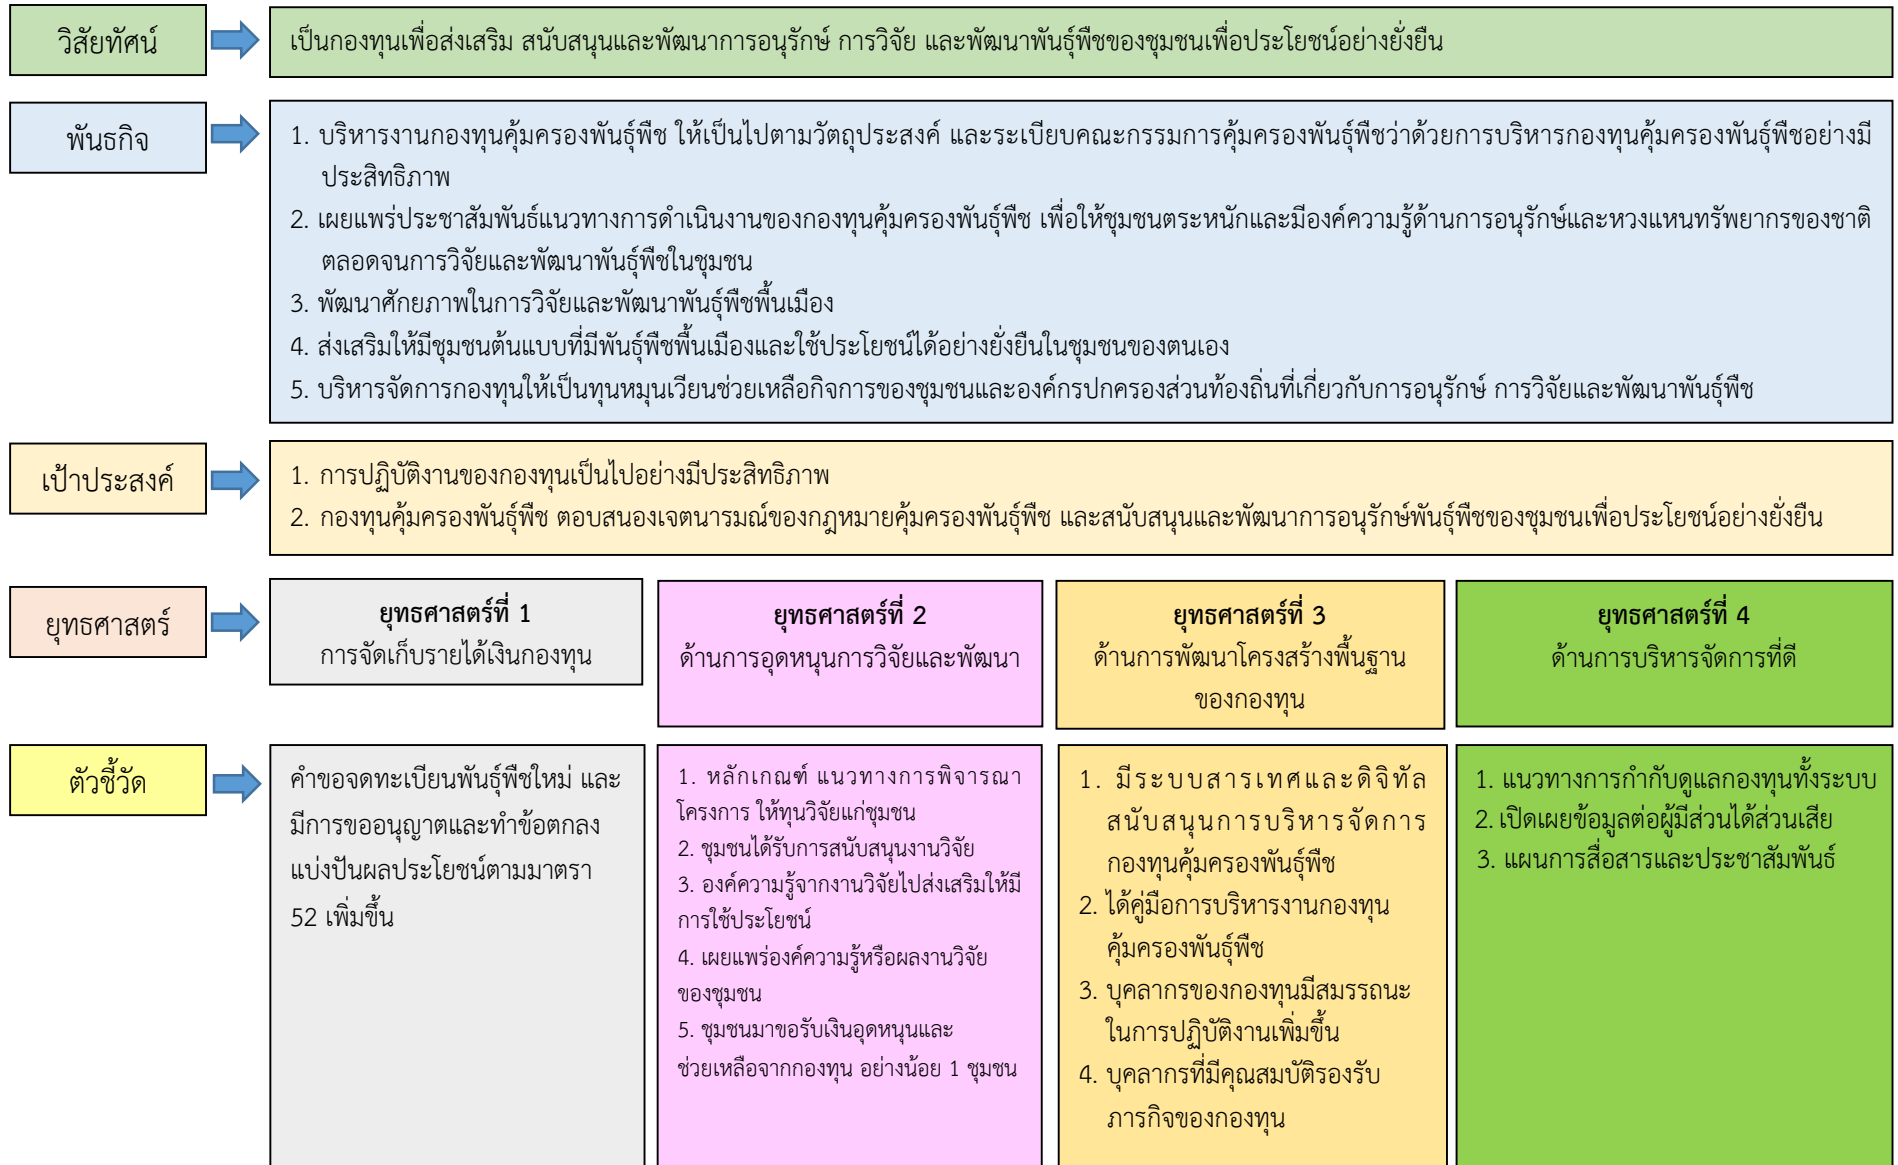 วิสัยทัศน์
เป็นกองทุนเพื่อส่งเสริม สนับสนุนและพัฒนาการอนุรักษ์ การวิจัย และพัฒนาพันธุ์พืชของชุมชนเพื่อประโยชน์อย่างยั่งยืน
พันธกิจ
1. บริหารงานกองทุนคุ้มครองพันธุ์พืช ให้เป็นไปตามวัตถุประสงค์ และระเบียบคณะกรรมการคุ้มครองพันธุ์พืชว่าด้วยการบริหารกองทุนคุ้มครองพันธุ์พืชอย่างมี
ประสิทธิภาพ
2. เผยแพร่ประชาสัมพันธ์แนวทางการดำเนินงานของกองทุนคุ้มครองพันธุ์พืช เพื่อให้ชุมชนตระหนักและมีองค์ความรู้ด้านการอนุรักษ์และหวงแหนทรัพยากรของชาติ
ตลอดจนการวิจัยและพัฒนาพันธุ์พืชในชุมชน
3. พัฒนาศักยภาพในการวิจัยและพัฒนาพันธุ์พืชพื้นเมือง
4. ส่งเสริมให้มีชุมชนต้นแบบที่มีพันธุ์พืชพื้นเมืองและใช้ประโยชน์ได้อย่างยั่งยืนในชุมชนของตนเอง
5. บริหารจัดการกองทุนให้เป็นทุนหมุนเวียนช่วยเหลือกิจการของชุมชนและองค์กรปกครองส่วนท้องถิ่นที่เกี่ยวกับการอนุรักษ์ การวิจัยและพัฒนาพันธุ์พืช
เป้าประสงค์
1. การปฏิบัติงานของกองทุนเป็นไปอย่างมีประสิทธิภาพ
2. กองทุนคุ้มครองพันธุ์พืช ตอบสนองเจตนารมณ์ของกฎหมายคุ้มครองพันธุ์พืช และสนับสนุนและพัฒนาการอนุรักษ์พันธุ์พืชของชุมชนเพื่อประโยชน์อย่างยั่งยืน
ยุทธศาสตร์
ยุทธศาสตร์ที่ 1
การจัดเก็บรายได้เงินกองทุน
ยุทธศาสตร์ที่ 2
ด้านการอุดหนุนการวิจัยและพัฒนา
ยุทธศาสตร์ที่ 3
ด้านการพัฒนาโครงสร้างพื้นฐาน
ของกองทุน
ยุทธศาสตร์ที่ 4
ด้านการบริหารจัดการที่ดี
ตัวชี้วัด
คำขอจดทะเบียนพันธุ์พืชใหม่ และ
มีการขออนุญาตและทำข้อตกลง
แบ่งปันผลประโยชน์ตามมาตรา
52 เพิ่มขึ้น
1. หลักเกณฑ์ แนวทางการพิจารณา
โครงการ ให้ทุนวิจัยแก่ชุมชน
2. ชุมชนได้รับการสนับสนุนงานวิจัย
3. องค์ความรู้จากงานวิจัยไปส่งเสริมให้มี
การใช้ประโยชน์
4. เผยแพร่องค์ความรู้หรือผลงานวิจัย
ของชุมชน
5. ชุมชนมาขอรับเงินอุดหนุนและ
ช่วยเหลือจากกองทุน อย่างน้อย 1 ชุมชน
1. มีระบบสารเทศและดิจิทัล
สนับสนุนการบริหารจัดการ
กองทุนคุ้มครองพันธุ์พืช
2. ได้คู่มือการบริหารงานกองทุน
คุ้มครองพันธุ์พืช
3. บุคลากรของกองทุนมีสมรรถนะ
ในการปฏิบัติงานเพิ่มขึ้น
4. บุคลากรที่มีคุณสมบัติรองรับ
ภารกิจของกองทุน
1. แนวทางการกำกับดูแลกองทุนทั้งระบบ
2. เปิดเผยข้อมูลต่อผู้มีส่วนได้ส่วนเสีย
3. แผนการสื่อสารและประชาสัมพันธ์